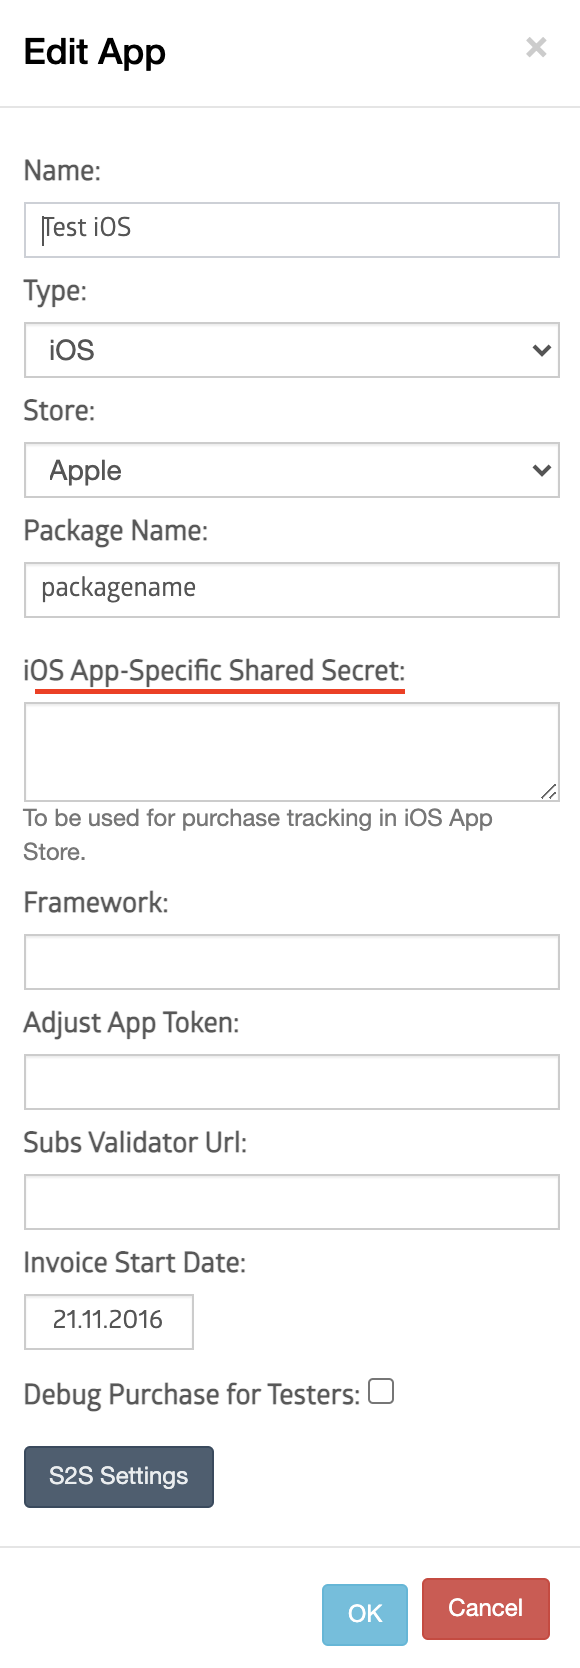 Edit App ×
Name:
Test iOS
Type:
iOS
Store:
Apple
Package Name:
packagename
iOS App-Specific Shared Secret:
To be used for purchase tracking in iOS App
Store.
Framework:
Adjust App Token:
Subs Validator Url:
Invoice Start Date:
21.11.2016
Debug Purchase for Testers:
S2S Settings
OK Cancel